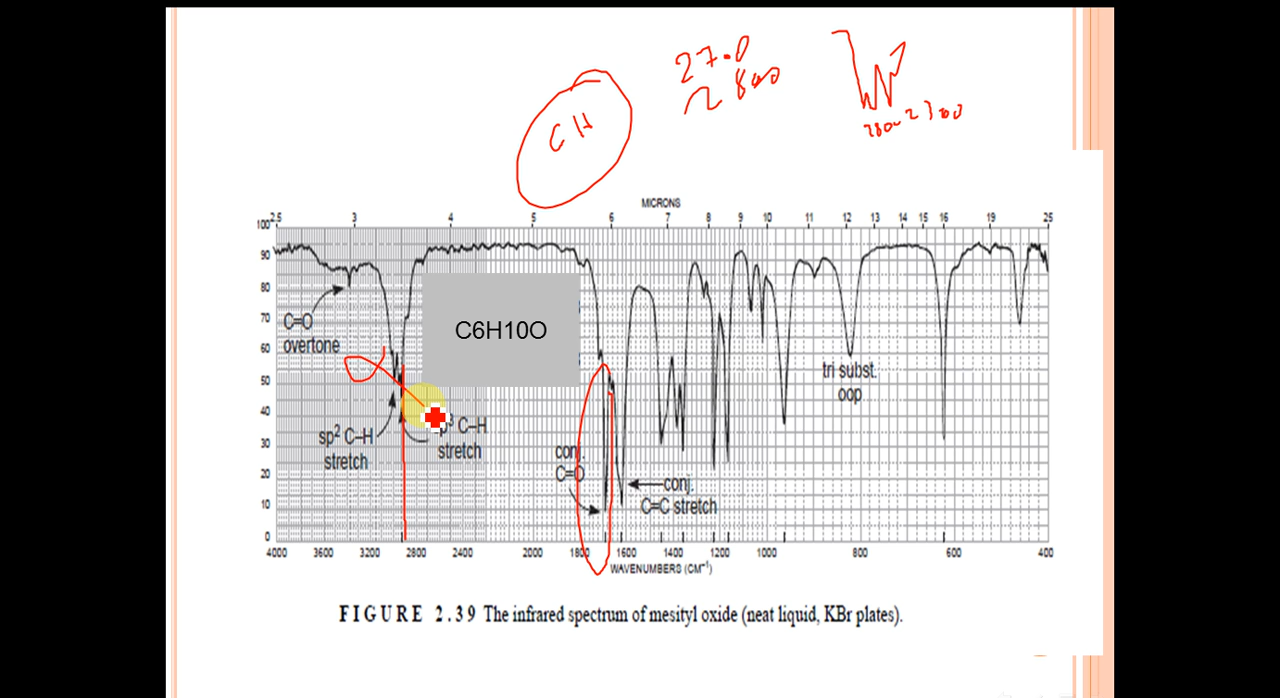 27.0
2800
CH
MICRONS
2.5 3 4 5 6 7 8 9 10 11 12 13 14 15 16 19 25
100
90
80
70
60
50
40
30
20
10
0
C=O
overtone
C6H10O
sp² C–H
stretch
sp³ C–H
stretch
conj.
C=O
conj.
C=C stretch
tri subst.
oop
4000 3600 3200 2800 2400 2000 1800 1600 1400 1200 1000 800 600 400
WAVENUMBERS (CM⁻¹)
FIGURE 2.39 The infrared spectrum of mesityl oxide (neat liquid, KBr plates).